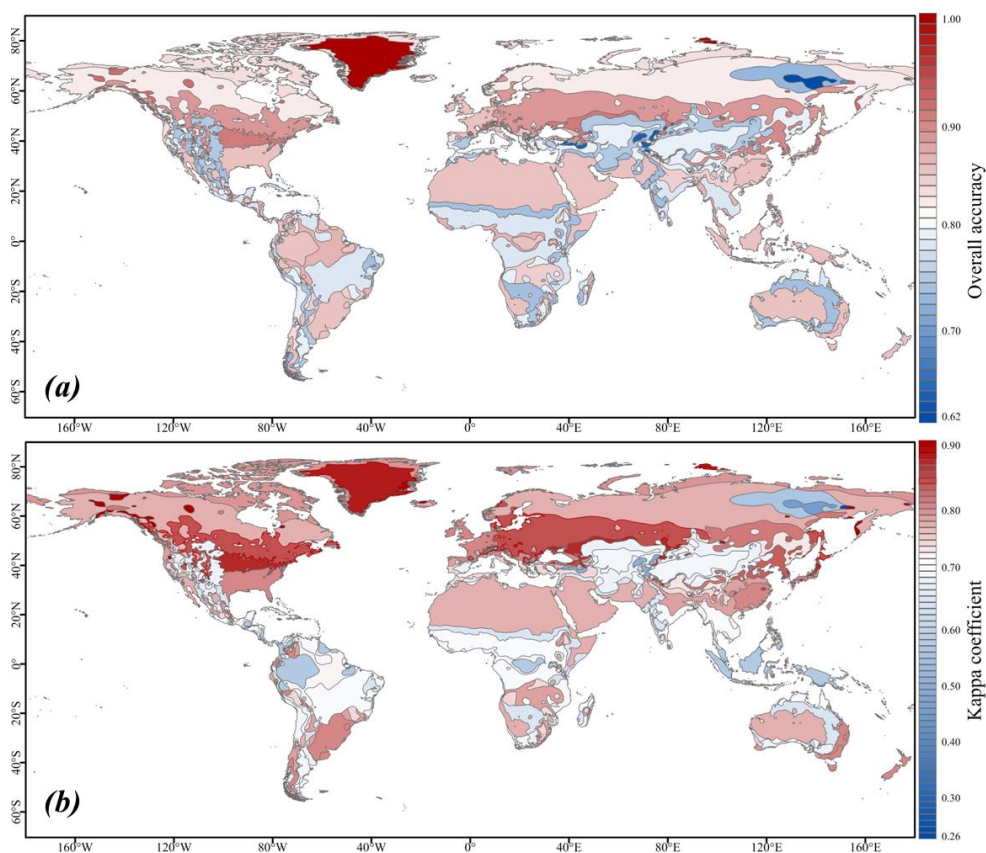 80°N
60°N
40°N
20°N
0°
20°S
40°S
60°S
(a)
160°W
120°W
80°W
40°W
0°
40°E
80°E
120°E
160°E
1.00
0.90
0.80
0.70
0.62
Overall accuracy
80°N
60°N
40°N
20°N
0°
20°S
40°S
60°S
(b)
160°W
120°W
80°W
40°W
0°
40°E
80°E
120°E
160°E
0.90
0.80
0.70
0.60
0.50
0.40
0.30
0.26
Kappa coefficient